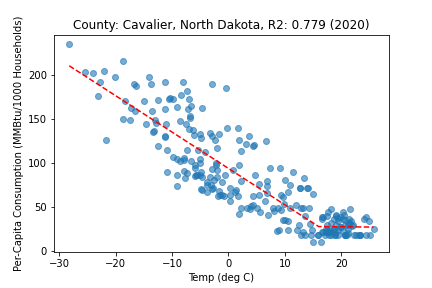 County: Cavalier, North Dakota, R2: 0.779 (2020)
Per-Capita Consumption (MMBtu/1000 Households)
200
150
100
50
0
−30 −20 −10 0 10 20
Temp (deg C)